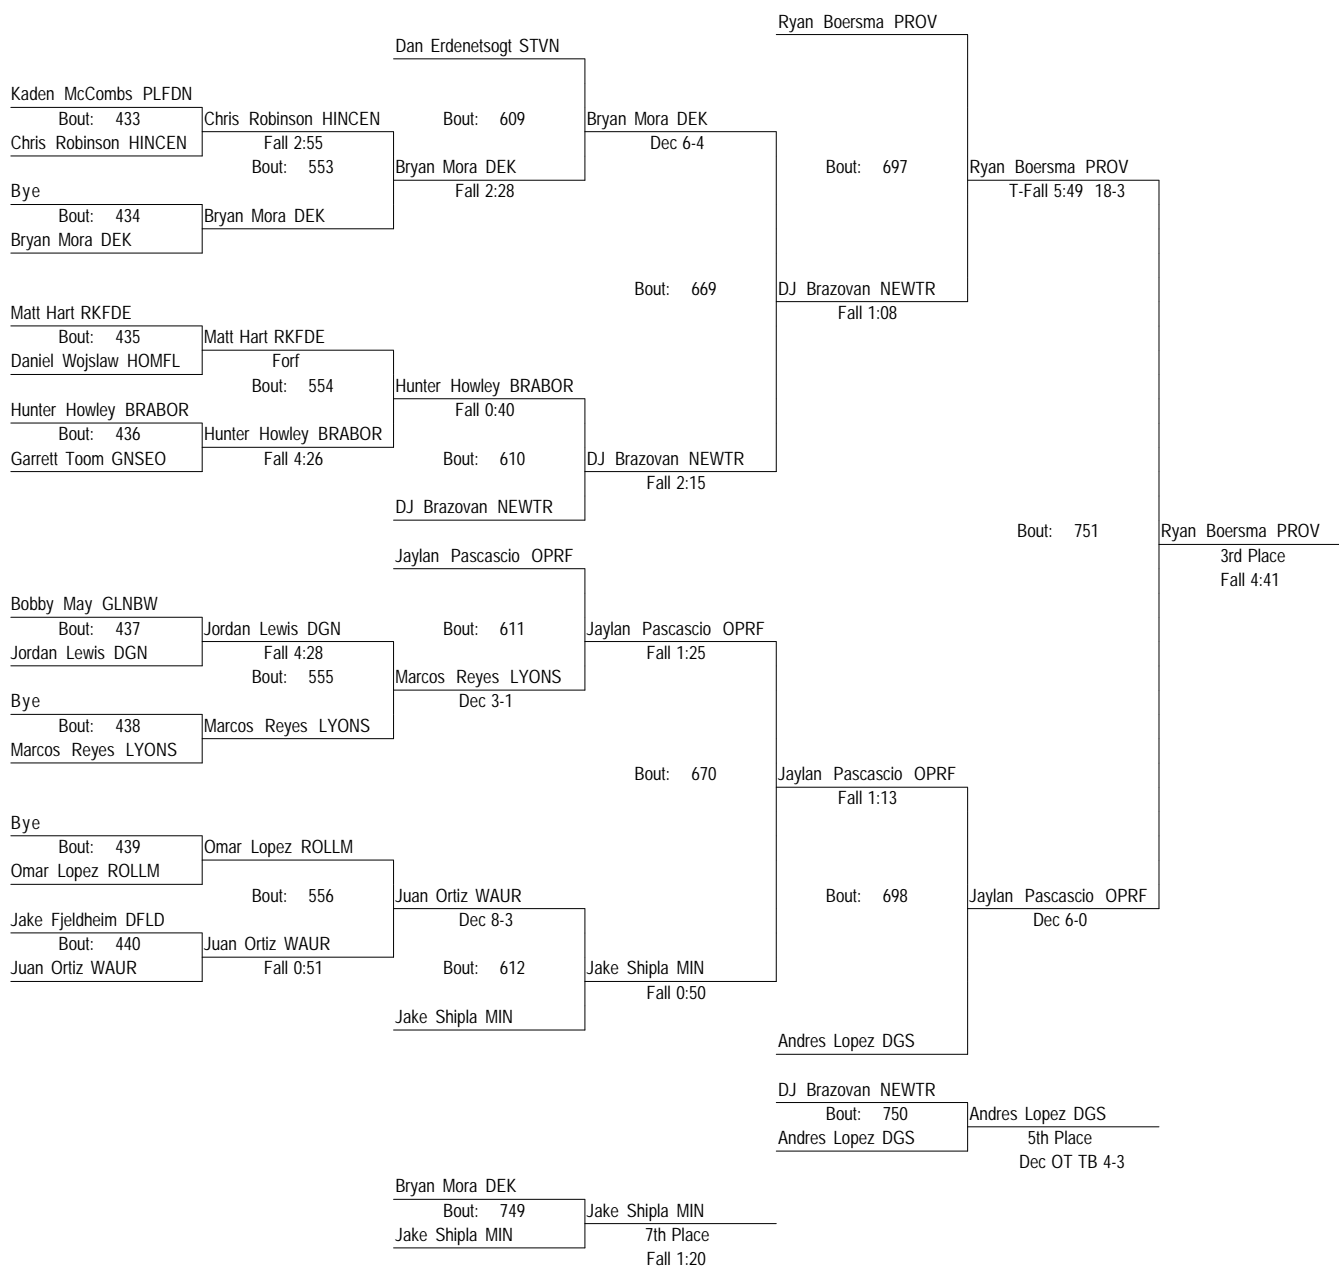 Ryan Boersma PROV
Dan Erdenetsogt STVN
Kaden McCombs PLFDN
Bout: 433
Chris Robinson HINCEN
Chris Robinson HINCEN
Fall 2:55
Bout: 553
Bout: 609
Bryan Mora DEK
Dec 6-4
Bryan Mora DEK
Fall 2:28
Bout: 697
Ryan Boersma PROV
T-Fall 5:49 18-3
Bye
Bout: 434
Bryan Mora DEK
Bryan Mora DEK
Bout: 669
DJ Brazovan NEWTR
Fall 1:08
Matt Hart RKFDE
Bout: 435
Daniel Wojslaw HOMFL
Matt Hart RKFDE
Forf
Bout: 554
Hunter Howley BRABOR
Fall 0:40
Hunter Howley BRABOR
Bout: 436
Garrett Toom GNSEO
Hunter Howley BRABOR
Fall 4:26
Bout: 610
DJ Brazovan NEWTR
Fall 2:15
DJ Brazovan NEWTR
Bout: 751
Ryan Boersma PROV
3rd Place
Fall 4:41
Jaylan Pascascio OPRF
Bobby May GLNBW
Bout: 437
Jordan Lewis DGN
Jordan Lewis DGN
Fall 4:28
Bout: 555
Bout: 611
Jaylan Pascascio OPRF
Fall 1:25
Marcos Reyes LYONS
Dec 3-1
Bye
Bout: 438
Marcos Reyes LYONS
Marcos Reyes LYONS
Bout: 670
Jaylan Pascascio OPRF
Fall 1:13
Bye
Bout: 439
Omar Lopez ROLLM
Omar Lopez ROLLM
Bout: 556
Juan Ortiz WAUR
Dec 8-3
Bout: 698
Jaylan Pascascio OPRF
Dec 6-0
Jake Fjeldheim DFLD
Bout: 440
Juan Ortiz WAUR
Juan Ortiz WAUR
Fall 0:51
Bout: 612
Jake Shipla MIN
Fall 0:50
Jake Shipla MIN
Andres Lopez DGS
DJ Brazovan NEWTR
Bout: 750
Andres Lopez DGS
Andres Lopez DGS
5th Place
Dec OT TB 4-3
Bryan Mora DEK
Bout: 749
Jake Shipla MIN
Jake Shipla MIN
7th Place
Fall 1:20